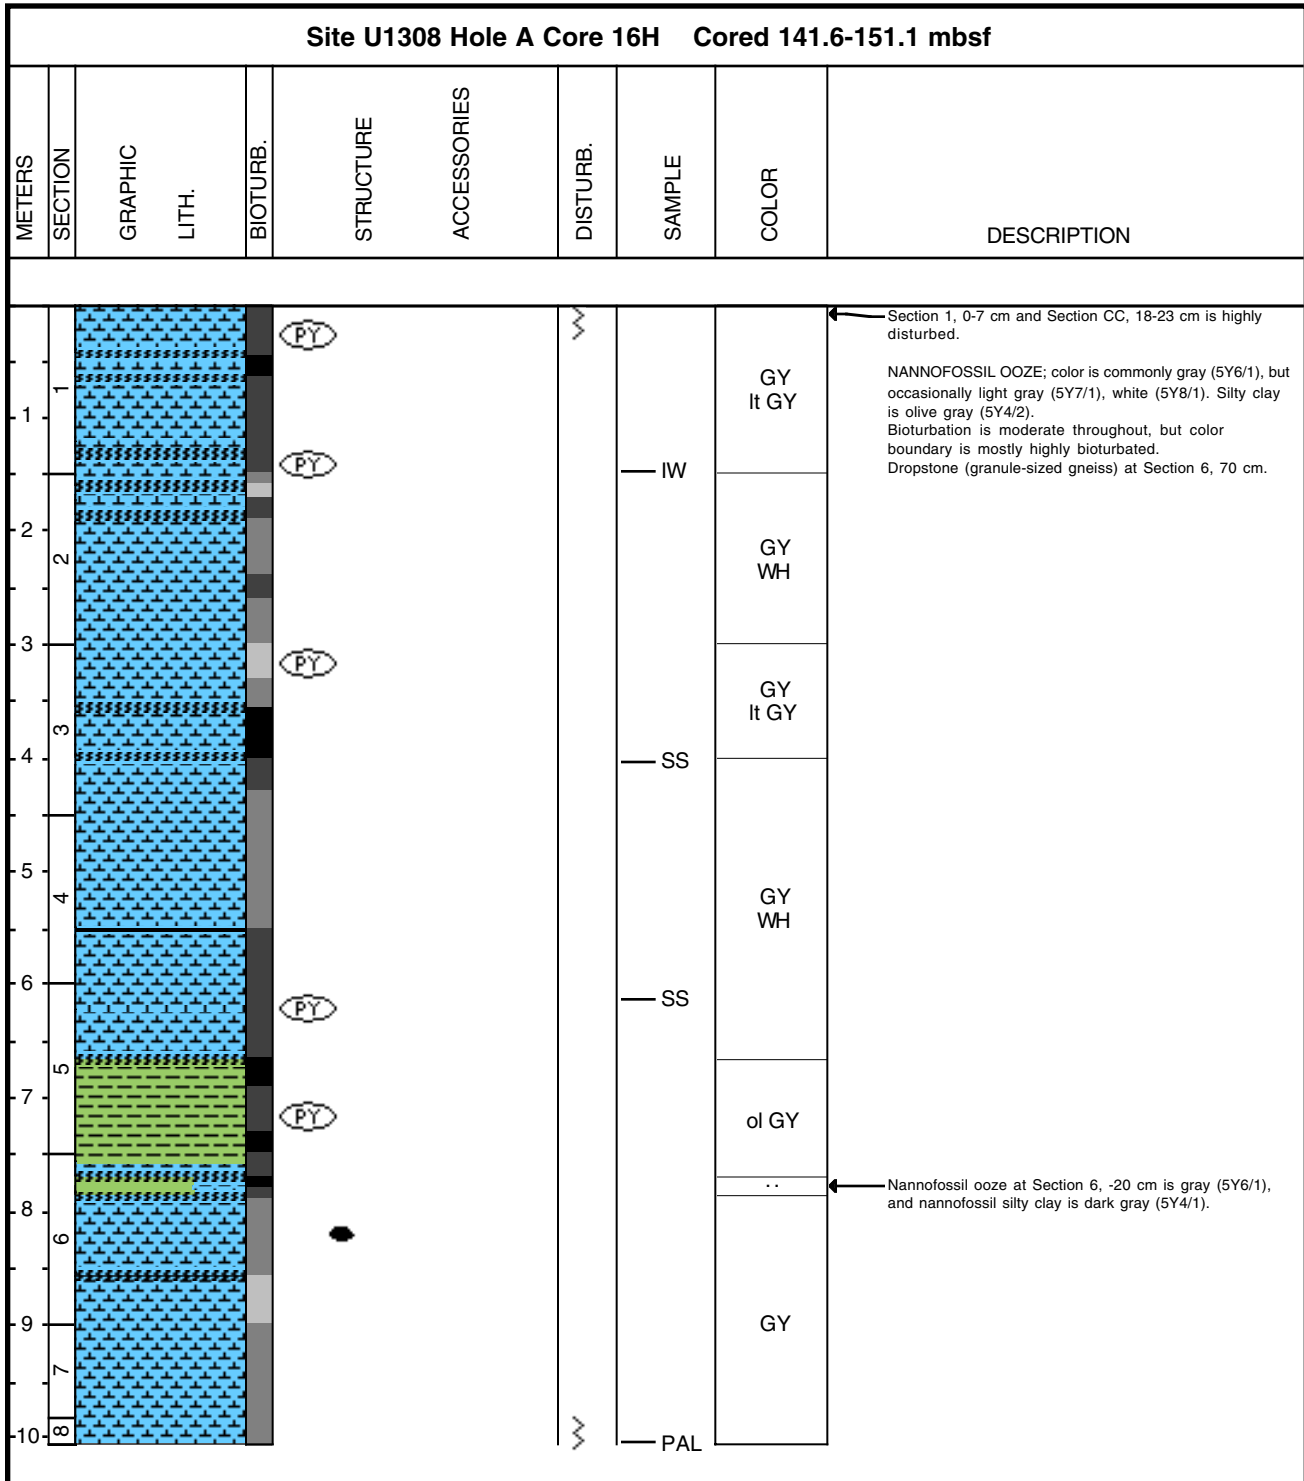 Site U1308 Hole A Core 16H Cored 141.6-151.1 mbsf
METERS
SECTION
GRAPHIC
LITH.
BIOTURB.
STRUCTURE
ACCESSORIES
DISTURB.
SAMPLE
COLOR
DESCRIPTION
PY
Section 1, 0-7 cm and Section CC, 18-23 cm is highly
disturbed.
NANNOFOSSIL OOZE; color is commonly gray (5Y6/1), but
occasionally light gray (5Y7/1), white (5Y8/1). Silty clay
is olive gray (5Y4/2).
Bioturbation is moderate throughout, but color
boundary is mostly highly bioturbated.
Dropstone (granule-sized gneiss) at Section 6, 70 cm.
1
GY
lt GY
1
PY
IW
2
2
GY
WH
3
PY
GY
lt GY
3
4
SS
5
4
GY
WH
6
SS
PY
5
7
PY
ol GY
Nannofossil ooze at Section 6, -20 cm is gray (5Y6/1),
and nannofossil silty clay is dark gray (5Y4/1).
8
6
9
GY
7
8
10
PAL